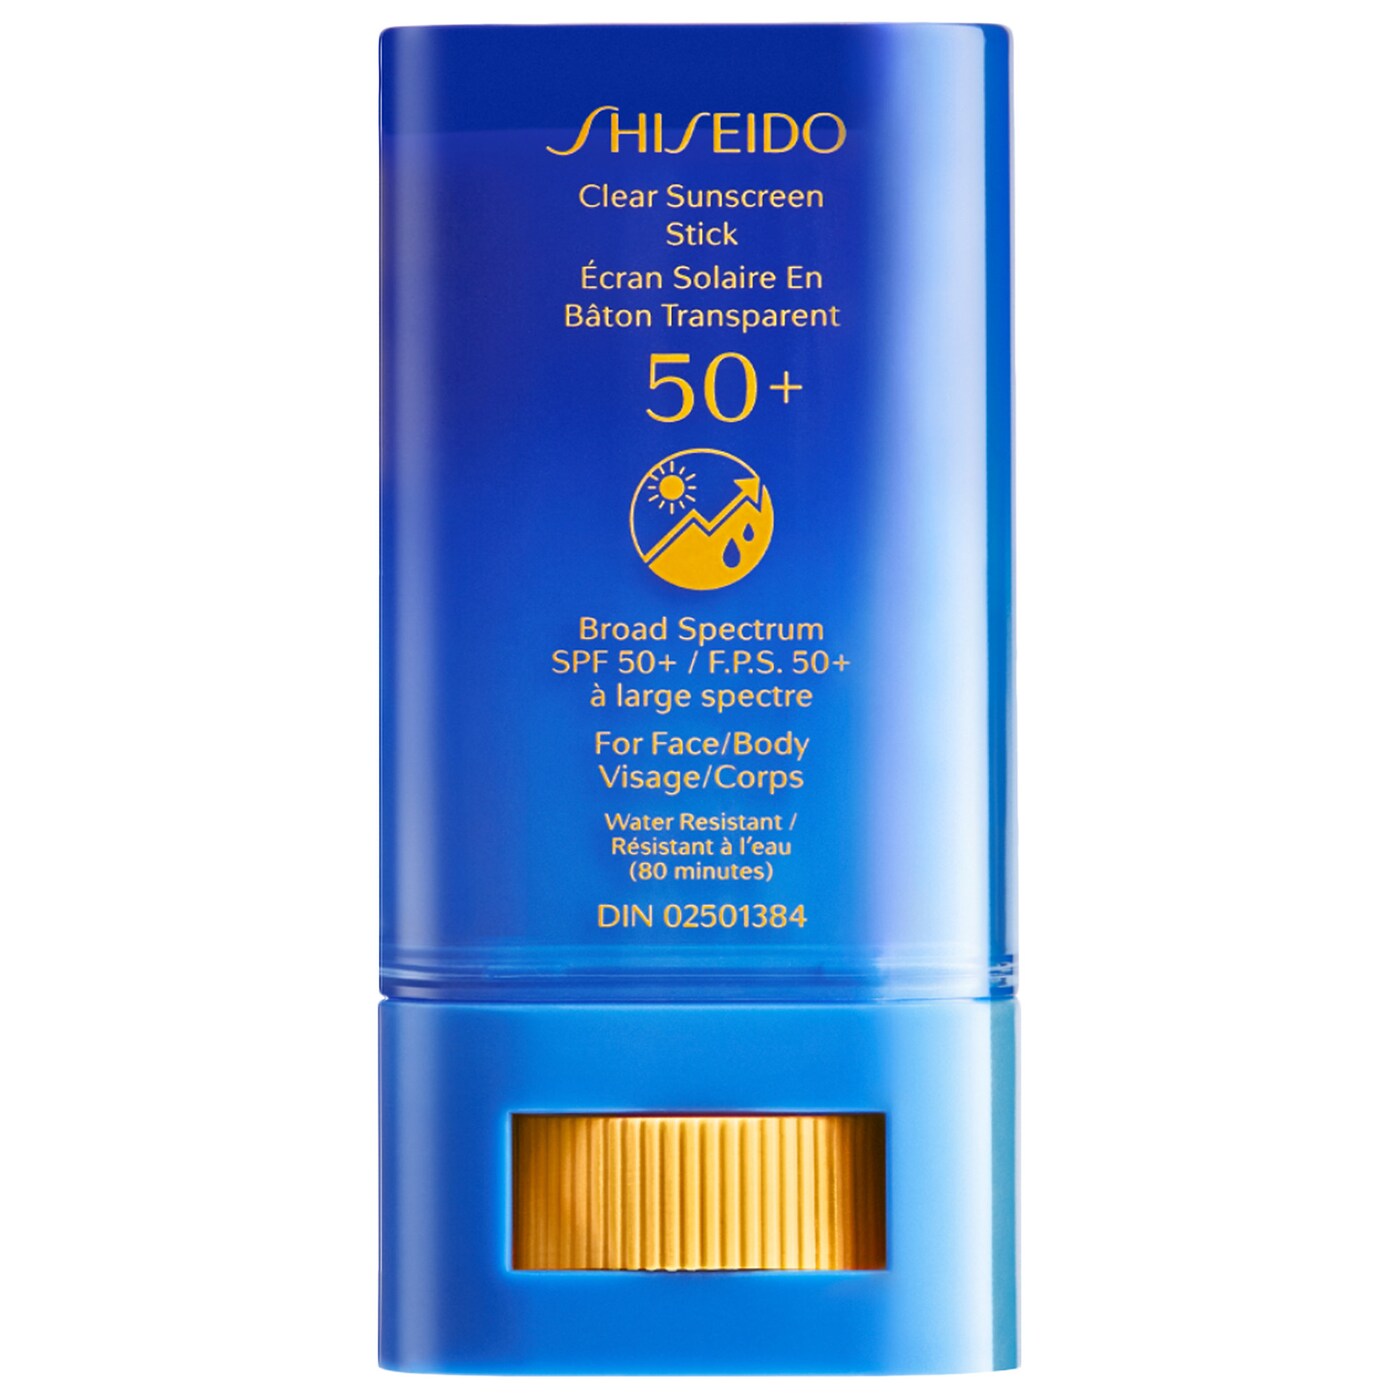 SHISEIDO
Clear Sunscreen
Stick
Écran Solaire En
Bâton Transparent
50+
Broad Spectrum
SPF 50+ / F.P.S. 50+
à large spectre
For Face/Body
Visage/Corps
Water Resistant /
Résistant à l'eau
(80 minutes)
DIN 02501384